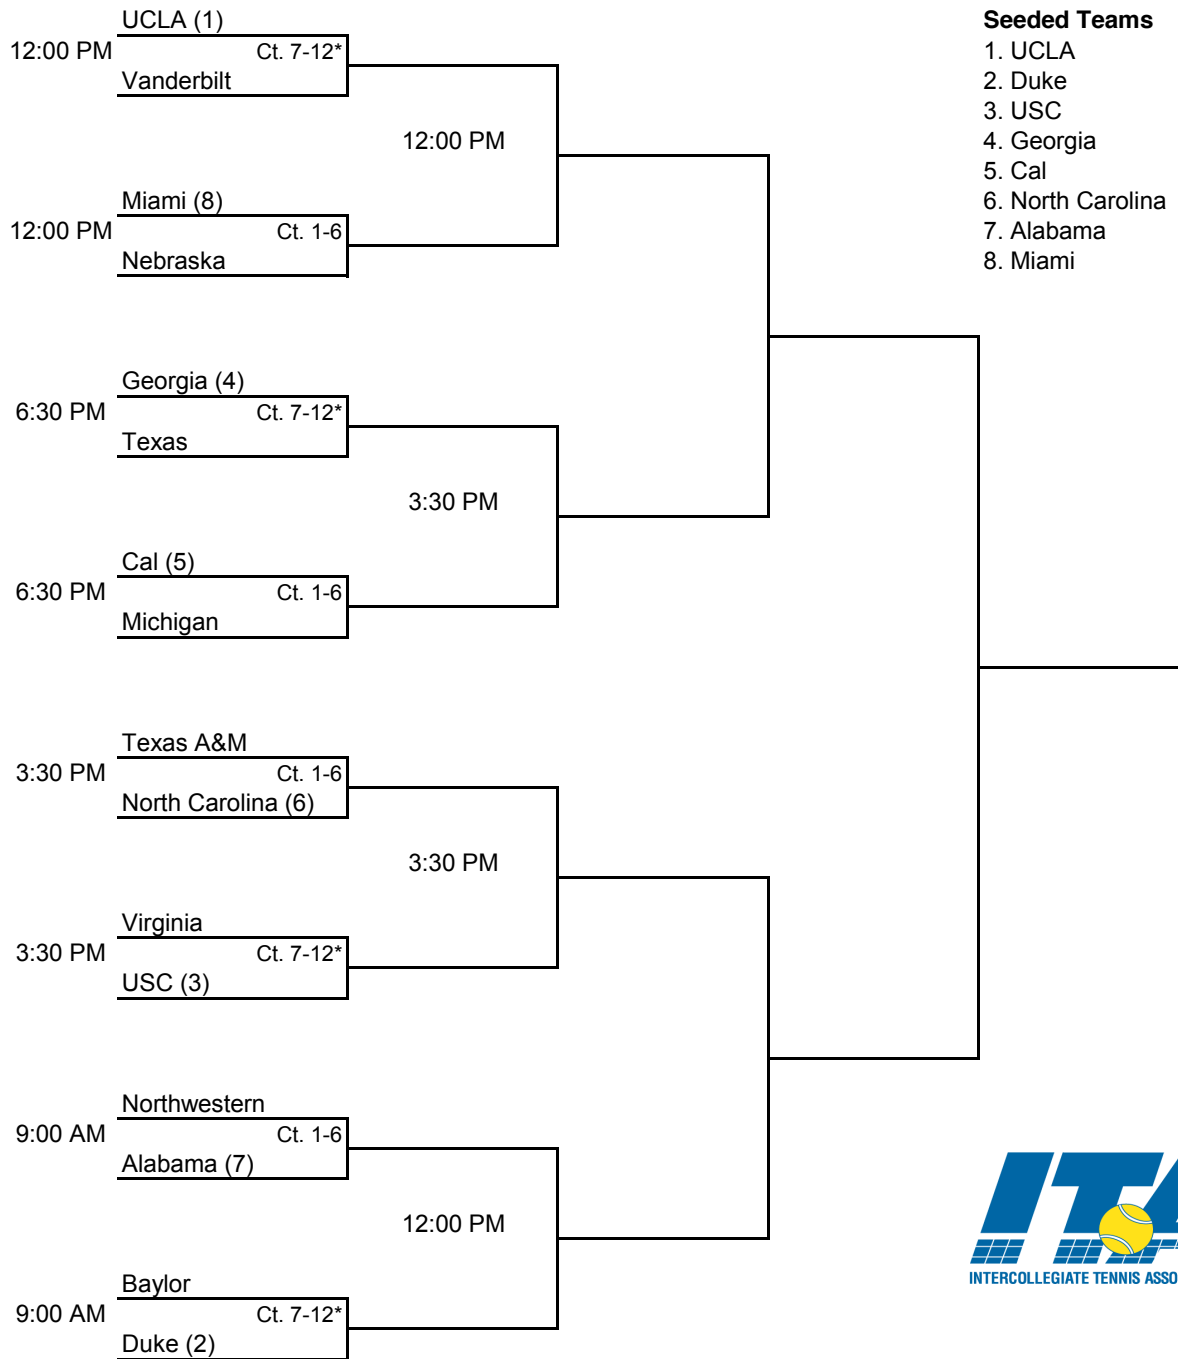 UCLA (1)
12:00 PM
Ct. 7-12*
Vanderbilt
12:00 PM
Miami (8)
12:00 PM
Ct. 1-6
Nebraska
Georgia (4)
6:30 PM
Ct. 7-12*
Texas
3:30 PM
Cal (5)
6:30 PM
Ct. 1-6
Michigan
Texas A&M
3:30 PM
Ct. 1-6
North Carolina (6)
3:30 PM
Virginia
3:30 PM
Ct. 7-12*
USC (3)
Northwestern
9:00 AM
Ct. 1-6
Alabama (7)
12:00 PM
Baylor
9:00 AM
Ct. 7-12*
Duke (2)
Seeded Teams
1. UCLA
2. Duke
3. USC
4. Georgia
5. Cal
6. North Carolina
7. Alabama
8. Miami
ITA
INTERCOLLEGIATE TENNIS ASSO